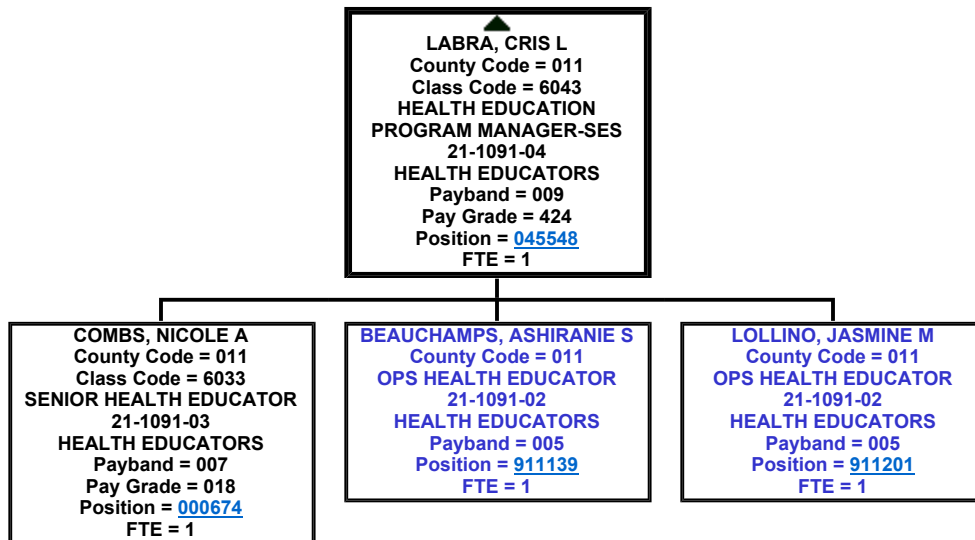 LABRA, CRIS L
County Code = 011
Class Code = 6043
HEALTH EDUCATION
PROGRAM MANAGER-SES
21-1091-04
HEALTH EDUCATORS
Payband = 009
Pay Grade = 424
Position = 045548
FTE = 1
COMBS, NICOLE A
County Code = 011
Class Code = 6033
SENIOR HEALTH EDUCATOR
21-1091-03
HEALTH EDUCATORS
Payband = 007
Pay Grade = 018
Position = 000674
FTE = 1
BEAUCHAMPS, ASHIRANIE S
County Code = 011
OPS HEALTH EDUCATOR
21-1091-02
HEALTH EDUCATORS
Payband = 005
Position = 911139
FTE = 1
LOLLINO, JASMINE M
County Code = 011
OPS HEALTH EDUCATOR
21-1091-02
HEALTH EDUCATORS
Payband = 005
Position = 911201
FTE = 1